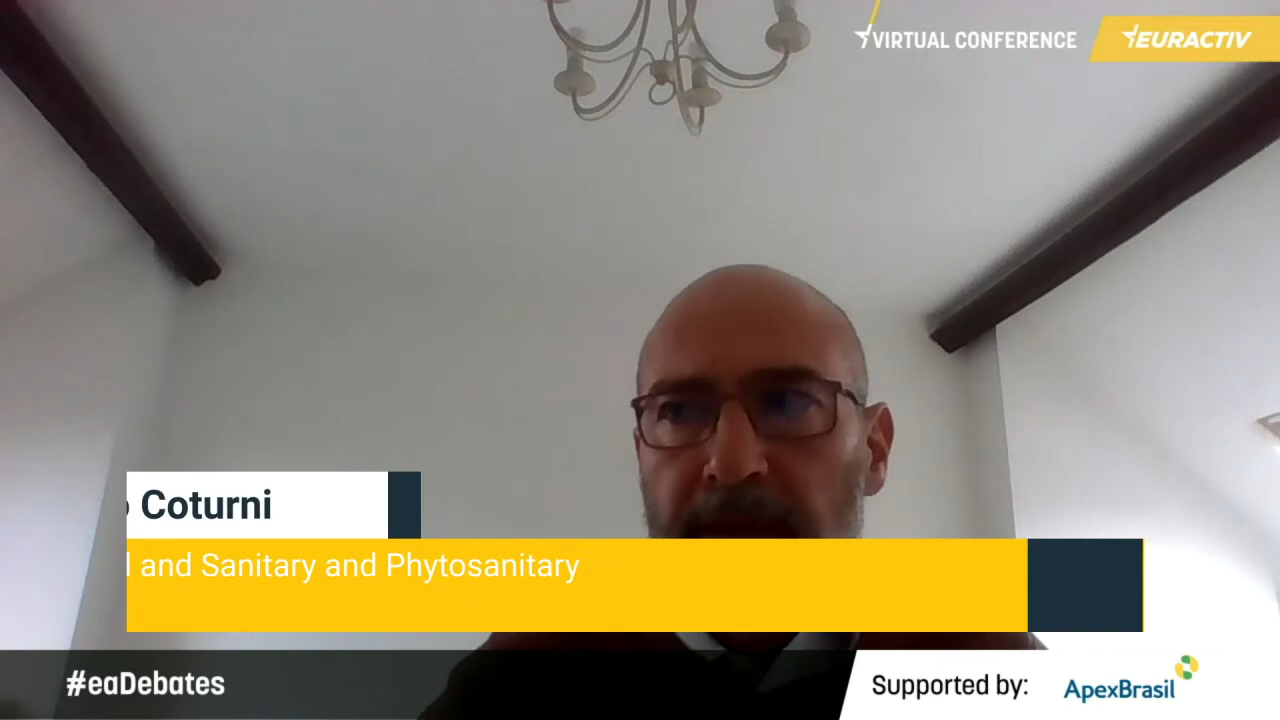 VIRTUAL CONFERENCE
EURACTIV
Coturni
and Sanitary and Phytosanitary
#eaDebates
Supported by:
ApexBrasil